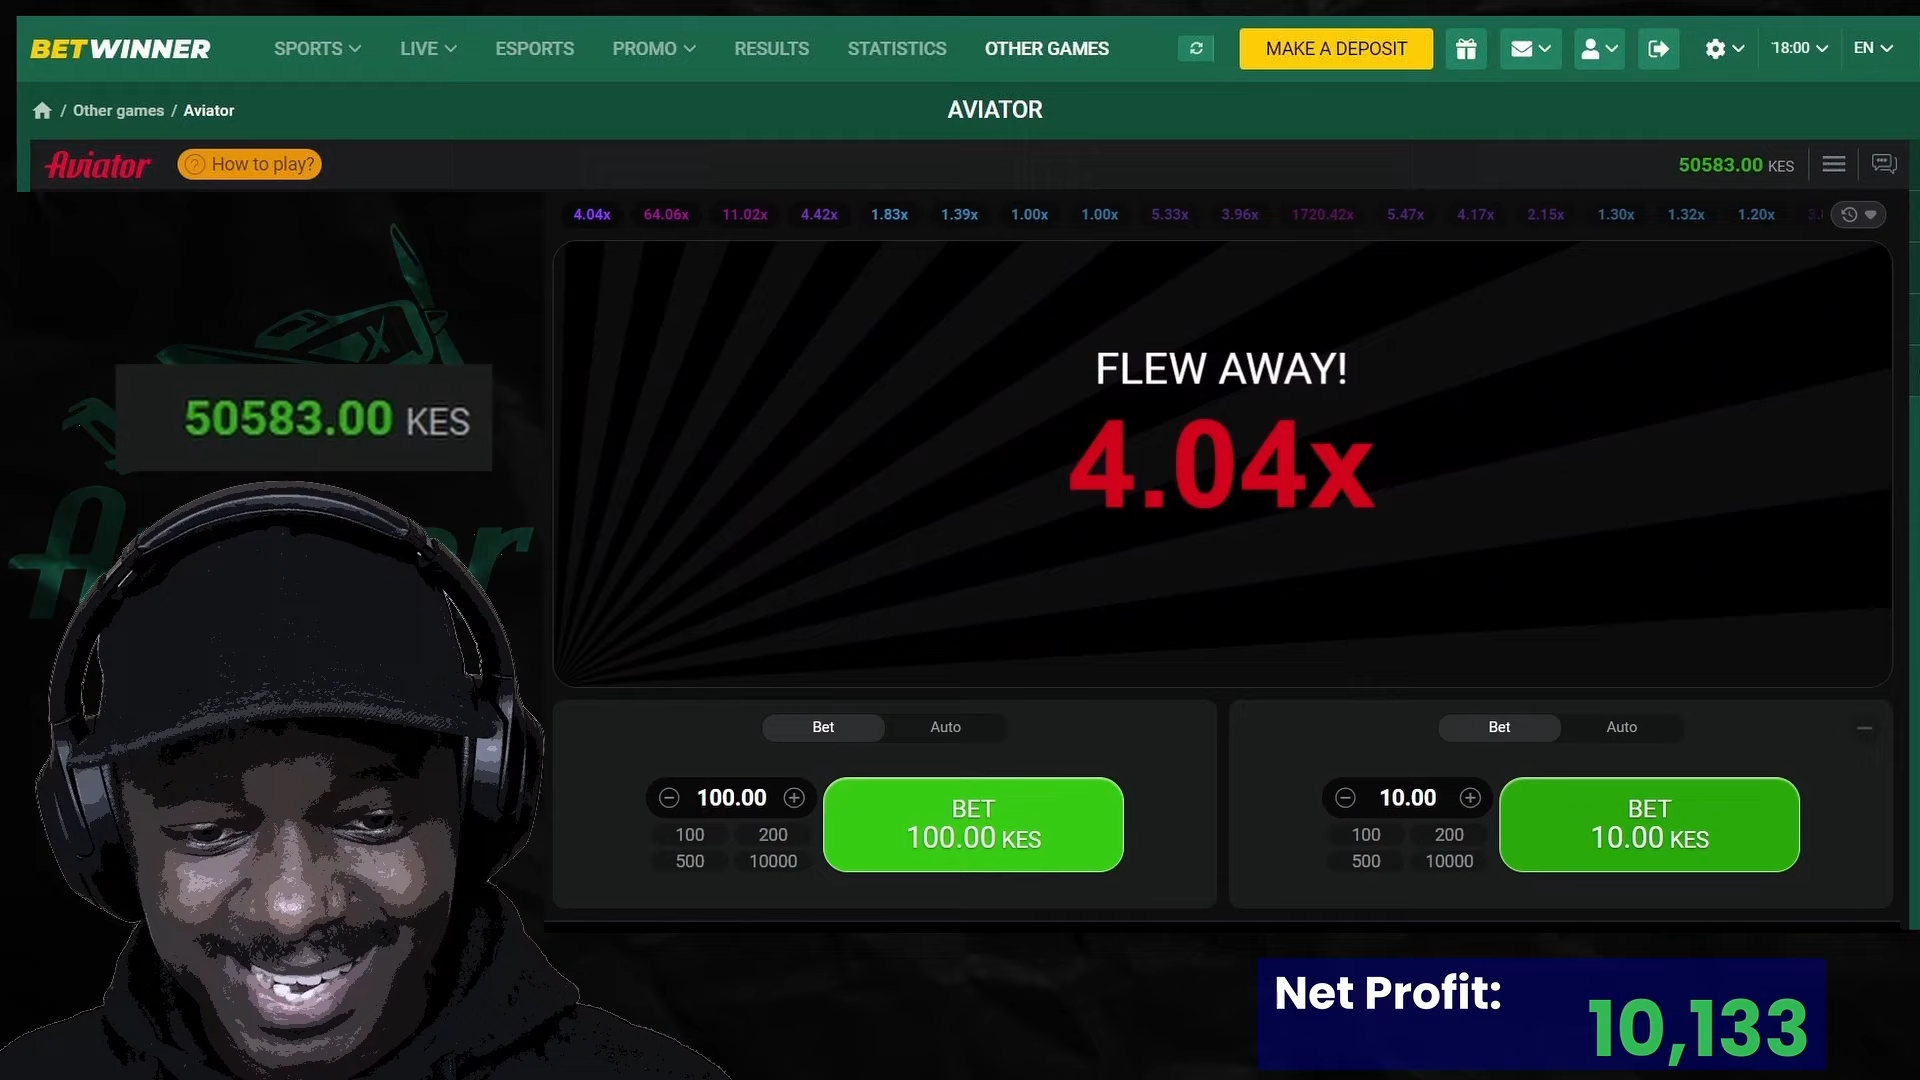 BETWINNER
SPORTS LIVE ESPORTS PROMO RESULTS STATISTICS OTHER GAMES
MAKE A DEPOSIT
18:00 EN
/ Other games / Aviator
AVIATOR
Aviator
? How to play?
50583.00 KES
4.04x 64.06x 11.02x 4.42x 1.83x 1.39x 1.00x 1.00x 5.33x 3.96x 1720.42x 5.47x 4.17x 2.15x 1.30x 1.32x 1.20x
FLEW AWAY!
4.04x
50583.00 KES
Bet Auto
100.00
100 200
500 10000
BET
100.00 KES
Bet Auto
10.00
100 200
500 10000
BET
10.00 KES
Net Profit:
10,133